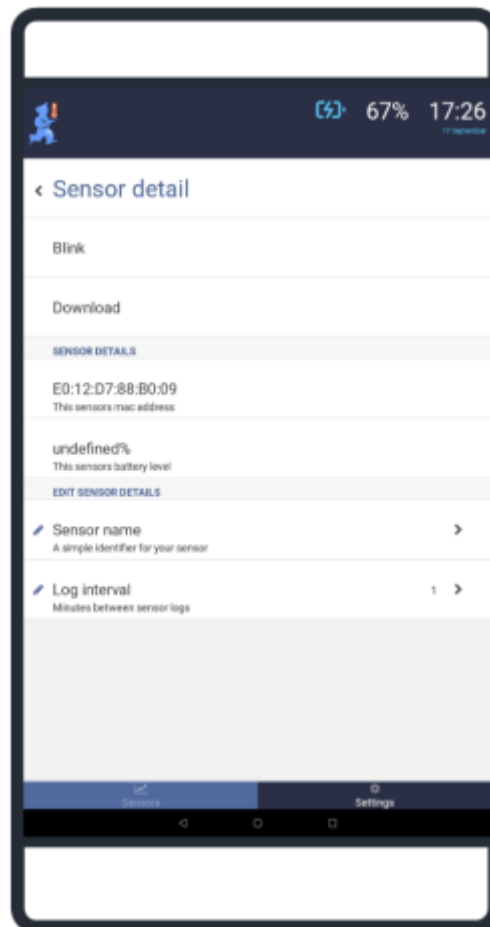 67% 17:26
17 September
Sensor detail
Blink
Download
SENSOR DETAILS
E0:12:D7:88:B0:09
This sensors mac address
undefined%
This sensors battery level
EDIT SENSOR DETAILS
Sensor name
A simple identifier for your sensor
Log interval 1
Minutes between sensor logs
Sensors Settings